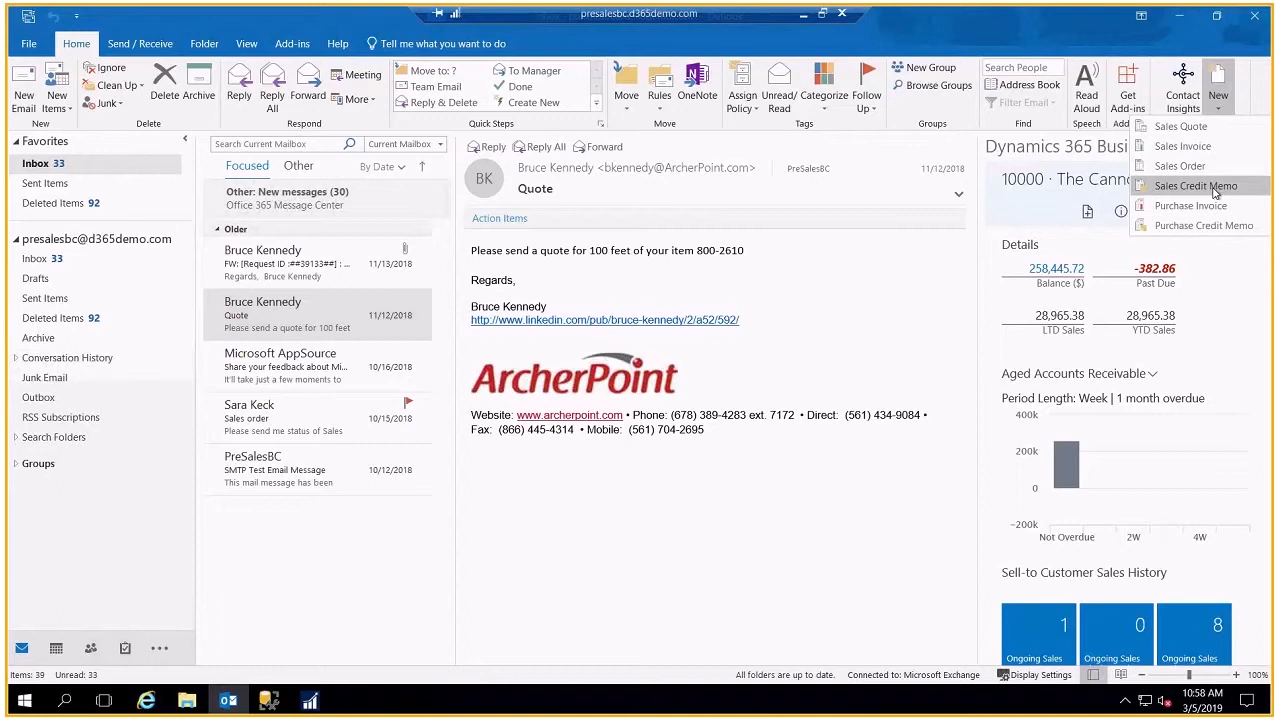 presalesbc.d365demo.com
File Home Send / Receive Folder View Add-ins Help Tell me what you want to do
New Email
New Items
Ignore
Clean Up
Junk
Delete
Archive
Reply
Reply All
Forward
Meeting
More
Move to: ?
Team Email
Reply & Delete
To Manager
Done
Create New
Move
Rules
OneNote
Assign Policy
Unread/ Read
Categorize
Follow Up
New Group
Browse Groups
Search People
Address Book
Filter Email
Read Aloud
Get Add-ins
Contact Insights
New
New Delete Respond Quick Steps Move Tags Groups Find Speech
Sales Quote
Sales Invoice
Sales Order
Sales Credit Memo
Purchase Invoice
Purchase Credit Memo
Favorites
Inbox 33
Sent Items
Deleted Items 92
presalesbc@d365demo.com
Inbox 33
Drafts
Sent Items
Deleted Items 92
Archive
Conversation History
Junk Email
Outbox
RSS Subscriptions
Search Folders
Groups
Search Current Mailbox Current Mailbox
Focused Other By Date
Other: New messages (30)
Office 365 Message Center
Older
Bruce Kennedy
FW: [Request ID :##39133##] : ... 11/13/2018
Regards, Bruce Kennedy
Bruce Kennedy
Quote 11/12/2018
Please send a quote for 100 feet
Microsoft AppSource
Share your feedback about Mi... 10/16/2018
It'll take just a few moments to
Sara Keck
Sales order 10/15/2018
Please send me status of Sales
PreSalesBC
SMTP Test Email Message 10/12/2018
This mail message has been
Reply Reply All Forward
BK
Bruce Kennedy <bkennedy@ArcherPoint.com> PreSalesBC 11/12/2018
Quote
Action Items
Please send a quote for 100 feet of your item 800-2610
Regards,
Bruce Kennedy
http://www.linkedin.com/pub/bruce-kennedy/2/a52/592/
ArcherPoint
Website: www.archerpoint.com • Phone: (678) 389-4283 ext. 7172 • Direct: (561) 434-9084 •
Fax: (866) 445-4314 • Mobile: (561) 704-2695
Dynamics 365 Busi
10000 · The Canno
Details
258,445.72 -382.86
Balance ($) Past Due
28,965.38 28,965.38
LTD Sales YTD Sales
Aged Accounts Receivable
Period Length: Week | 1 month overdue
400k
200k
0
-200k
Not Overdue 2W 4W
Sell-to Customer Sales History
1 0 8
Ongoing Sales Ongoing Sales Ongoing Sales
Items: 39 Unread: 33 All folders are up to date. Connected to: Microsoft Exchange Display Settings 100%
10:58 AM
3/5/2019